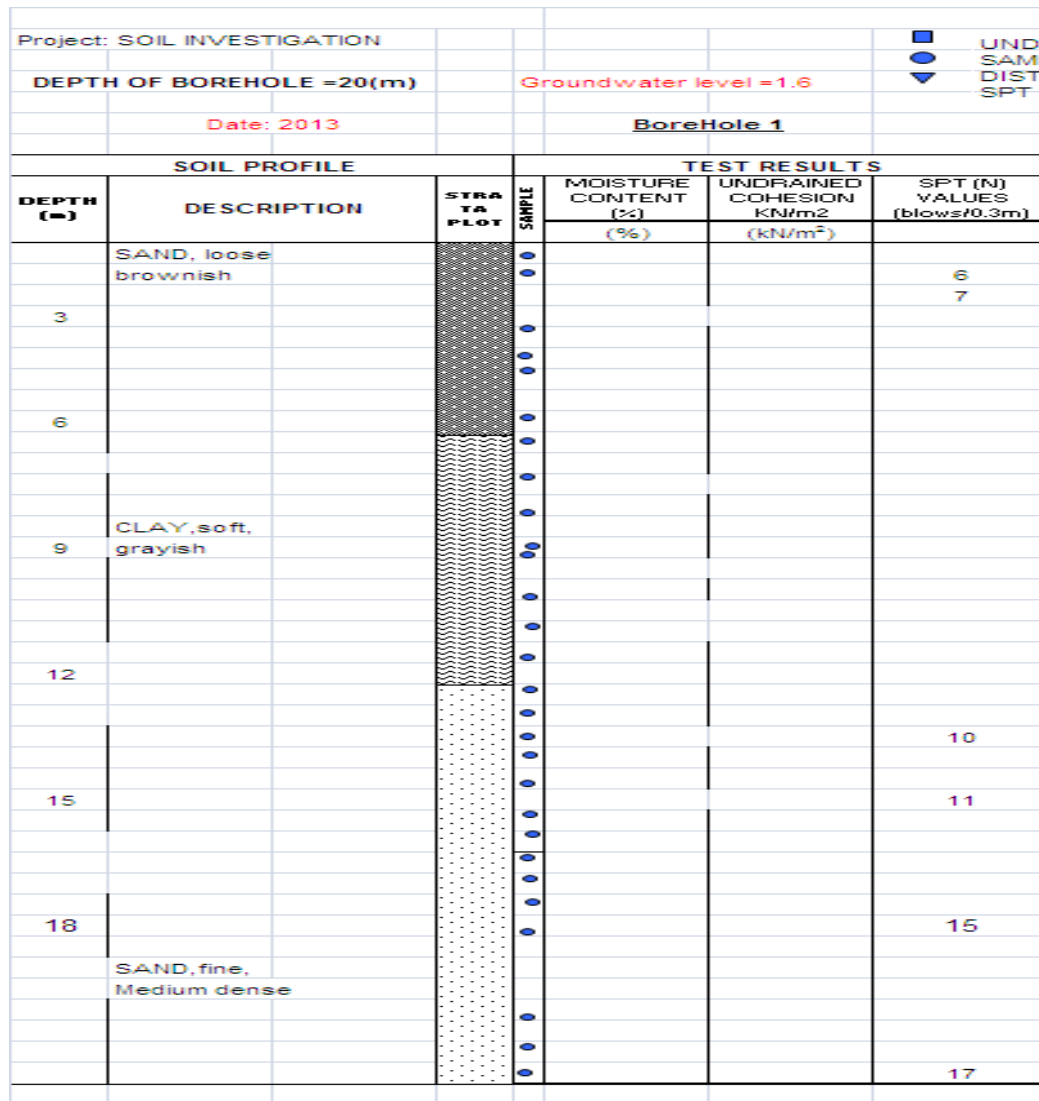 Project: SOIL INVESTIGATION
UND
SAM
DEPTH OF BOREHOLE =20(m) Groundwater level =1.6 DIST
SPT
Date: 2013 BoreHole 1
SOIL PROFILE TEST RESULTS
DEPTH (m) DESCRIPTION STRA TA PLOT SAMPLE MOISTURE CONTENT (%) UNDRAINED COHESION KN/m2 SPT (N) VALUES (blows/0.3m)
(%) (kN/m²)
SAND, loose
brownish 6
7
3
6
CLAY,soft,
9 grayish
12
10
15 11
18 15
SAND,fine,
Medium dense
17